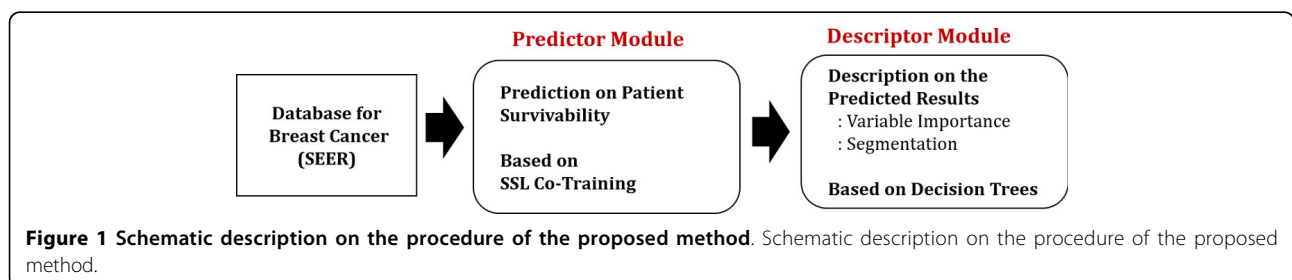 Predictor Module
Descriptor Module
Database for
Breast Cancer
(SEER)
Prediction on Patient
Survivability
Based on
SSL Co-Training
Description on the
Predicted Results
: Variable Importance
: Segmentation
Based on Decision Trees
Figure 1 Schematic description on the procedure of the proposed method. Schematic description on the procedure of the proposed
method.